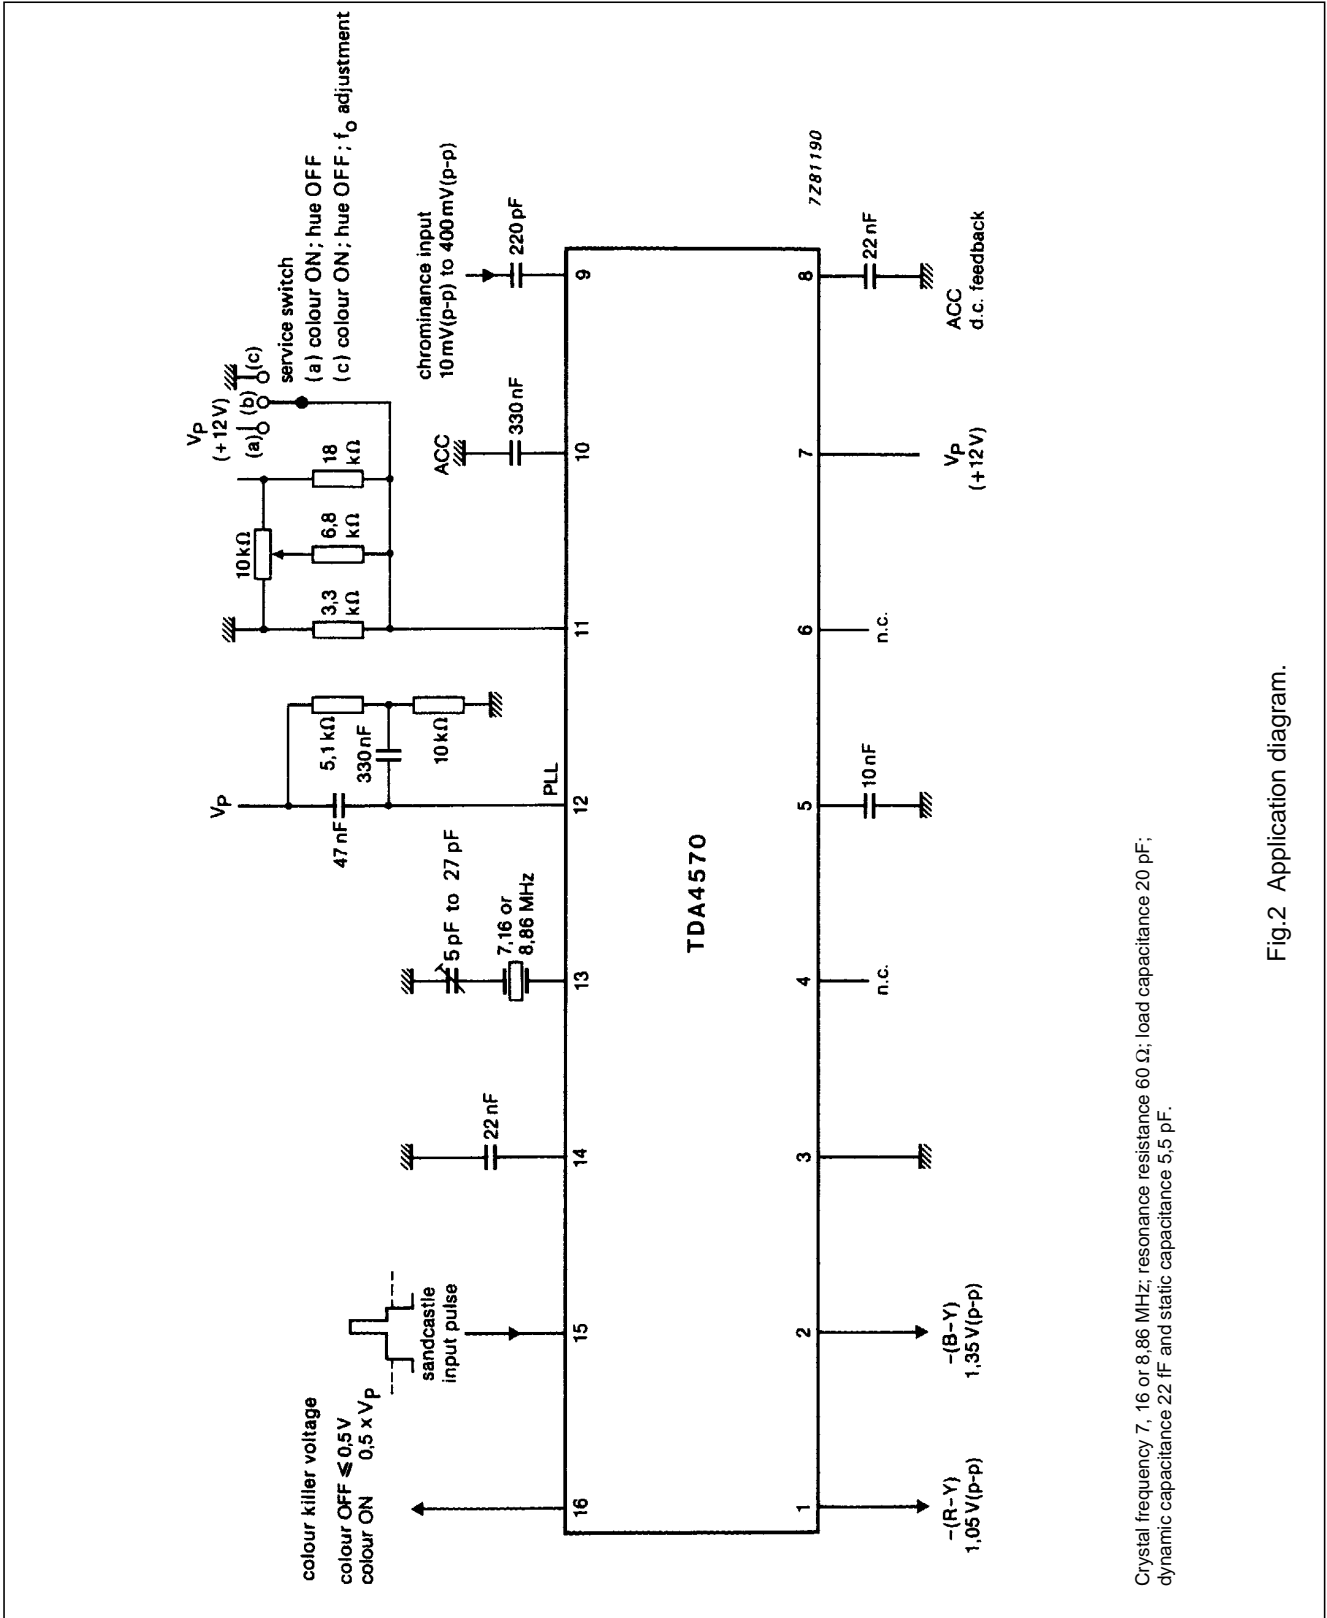 colour killer voltage
colour OFF ⩽ 0,5 V
colour ON 0,5 x VP
sandcastle
input pulse
22 nF
5 pF to 27 pF
7,16 or
8,86 MHz
VP
47 nF
5,1 kΩ
330 nF
10 kΩ
PLL
10 kΩ
3,3
kΩ
6,8
kΩ
18
kΩ
VP
(+12 V)
(a)
(b)
(c)
service switch
(a) colour ON; hue OFF
(c) colour ON; hue OFF; fo adjustment
ACC
330 nF
chrominance input
10 mV(p-p) to 400 mV(p-p)
220 pF
16
15
14
13
12
11
10
9
TDA4570
1
2
3
4
5
6
7
8
–(R–Y)
1,05 V(p-p)
–(B–Y)
1,35 V(p-p)
n.c.
10 nF
n.c.
VP
(+12 V)
22 nF
ACC
d.c. feedback
7Z81190
Crystal frequency 7, 16 or 8,86 MHz; resonance resistance 60 Ω; load capacitance 20 pF;
dynamic capacitance 22 fF and static capacitance 5,5 pF.
Fig.2 Application diagram.